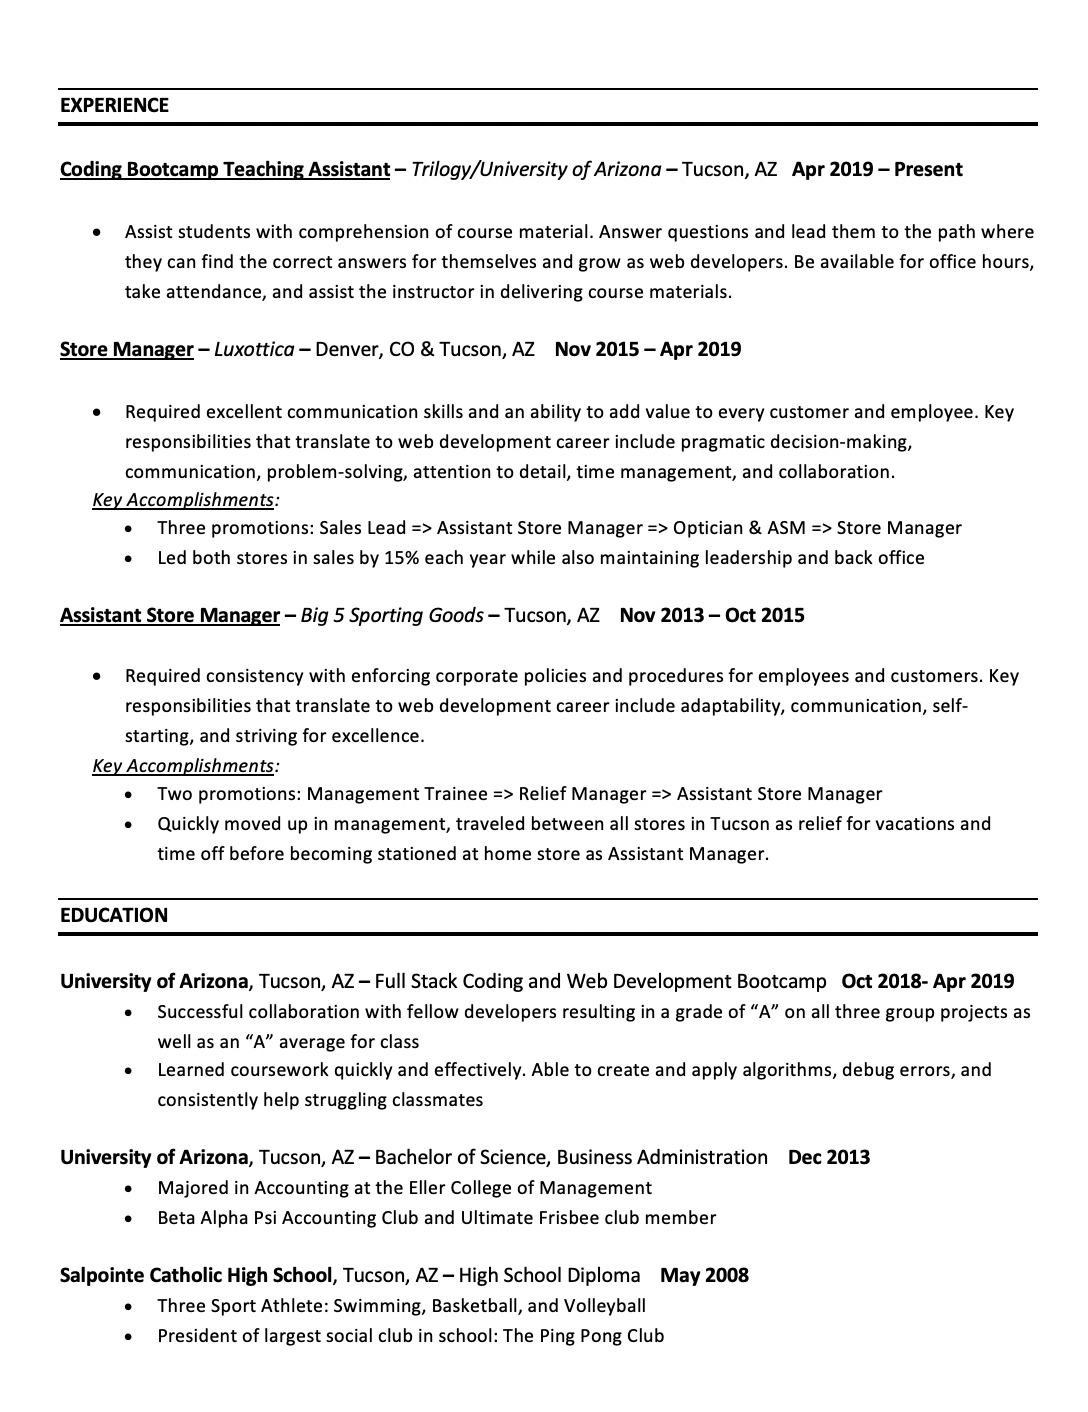 EXPERIENCE
Coding Bootcamp Teaching Assistant – Trilogy/University of Arizona – Tucson, AZ Apr 2019 – Present
• Assist students with comprehension of course material. Answer questions and lead them to the path where
they can find the correct answers for themselves and grow as web developers. Be available for office hours,
take attendance, and assist the instructor in delivering course materials.
Store Manager – Luxottica – Denver, CO & Tucson, AZ Nov 2015 – Apr 2019
• Required excellent communication skills and an ability to add value to every customer and employee. Key
responsibilities that translate to web development career include pragmatic decision-making,
communication, problem-solving, attention to detail, time management, and collaboration.
Key Accomplishments:
• Three promotions: Sales Lead => Assistant Store Manager => Optician & ASM => Store Manager
• Led both stores in sales by 15% each year while also maintaining leadership and back office
Assistant Store Manager – Big 5 Sporting Goods – Tucson, AZ Nov 2013 – Oct 2015
• Required consistency with enforcing corporate policies and procedures for employees and customers. Key
responsibilities that translate to web development career include adaptability, communication, self-
starting, and striving for excellence.
Key Accomplishments:
• Two promotions: Management Trainee => Relief Manager => Assistant Store Manager
• Quickly moved up in management, traveled between all stores in Tucson as relief for vacations and
time off before becoming stationed at home store as Assistant Manager.
EDUCATION
University of Arizona, Tucson, AZ – Full Stack Coding and Web Development Bootcamp Oct 2018- Apr 2019
• Successful collaboration with fellow developers resulting in a grade of “A” on all three group projects as
well as an “A” average for class
• Learned coursework quickly and effectively. Able to create and apply algorithms, debug errors, and
consistently help struggling classmates
University of Arizona, Tucson, AZ – Bachelor of Science, Business Administration Dec 2013
• Majored in Accounting at the Eller College of Management
• Beta Alpha Psi Accounting Club and Ultimate Frisbee club member
Salpointe Catholic High School, Tucson, AZ – High School Diploma May 2008
• Three Sport Athlete: Swimming, Basketball, and Volleyball
• President of largest social club in school: The Ping Pong Club